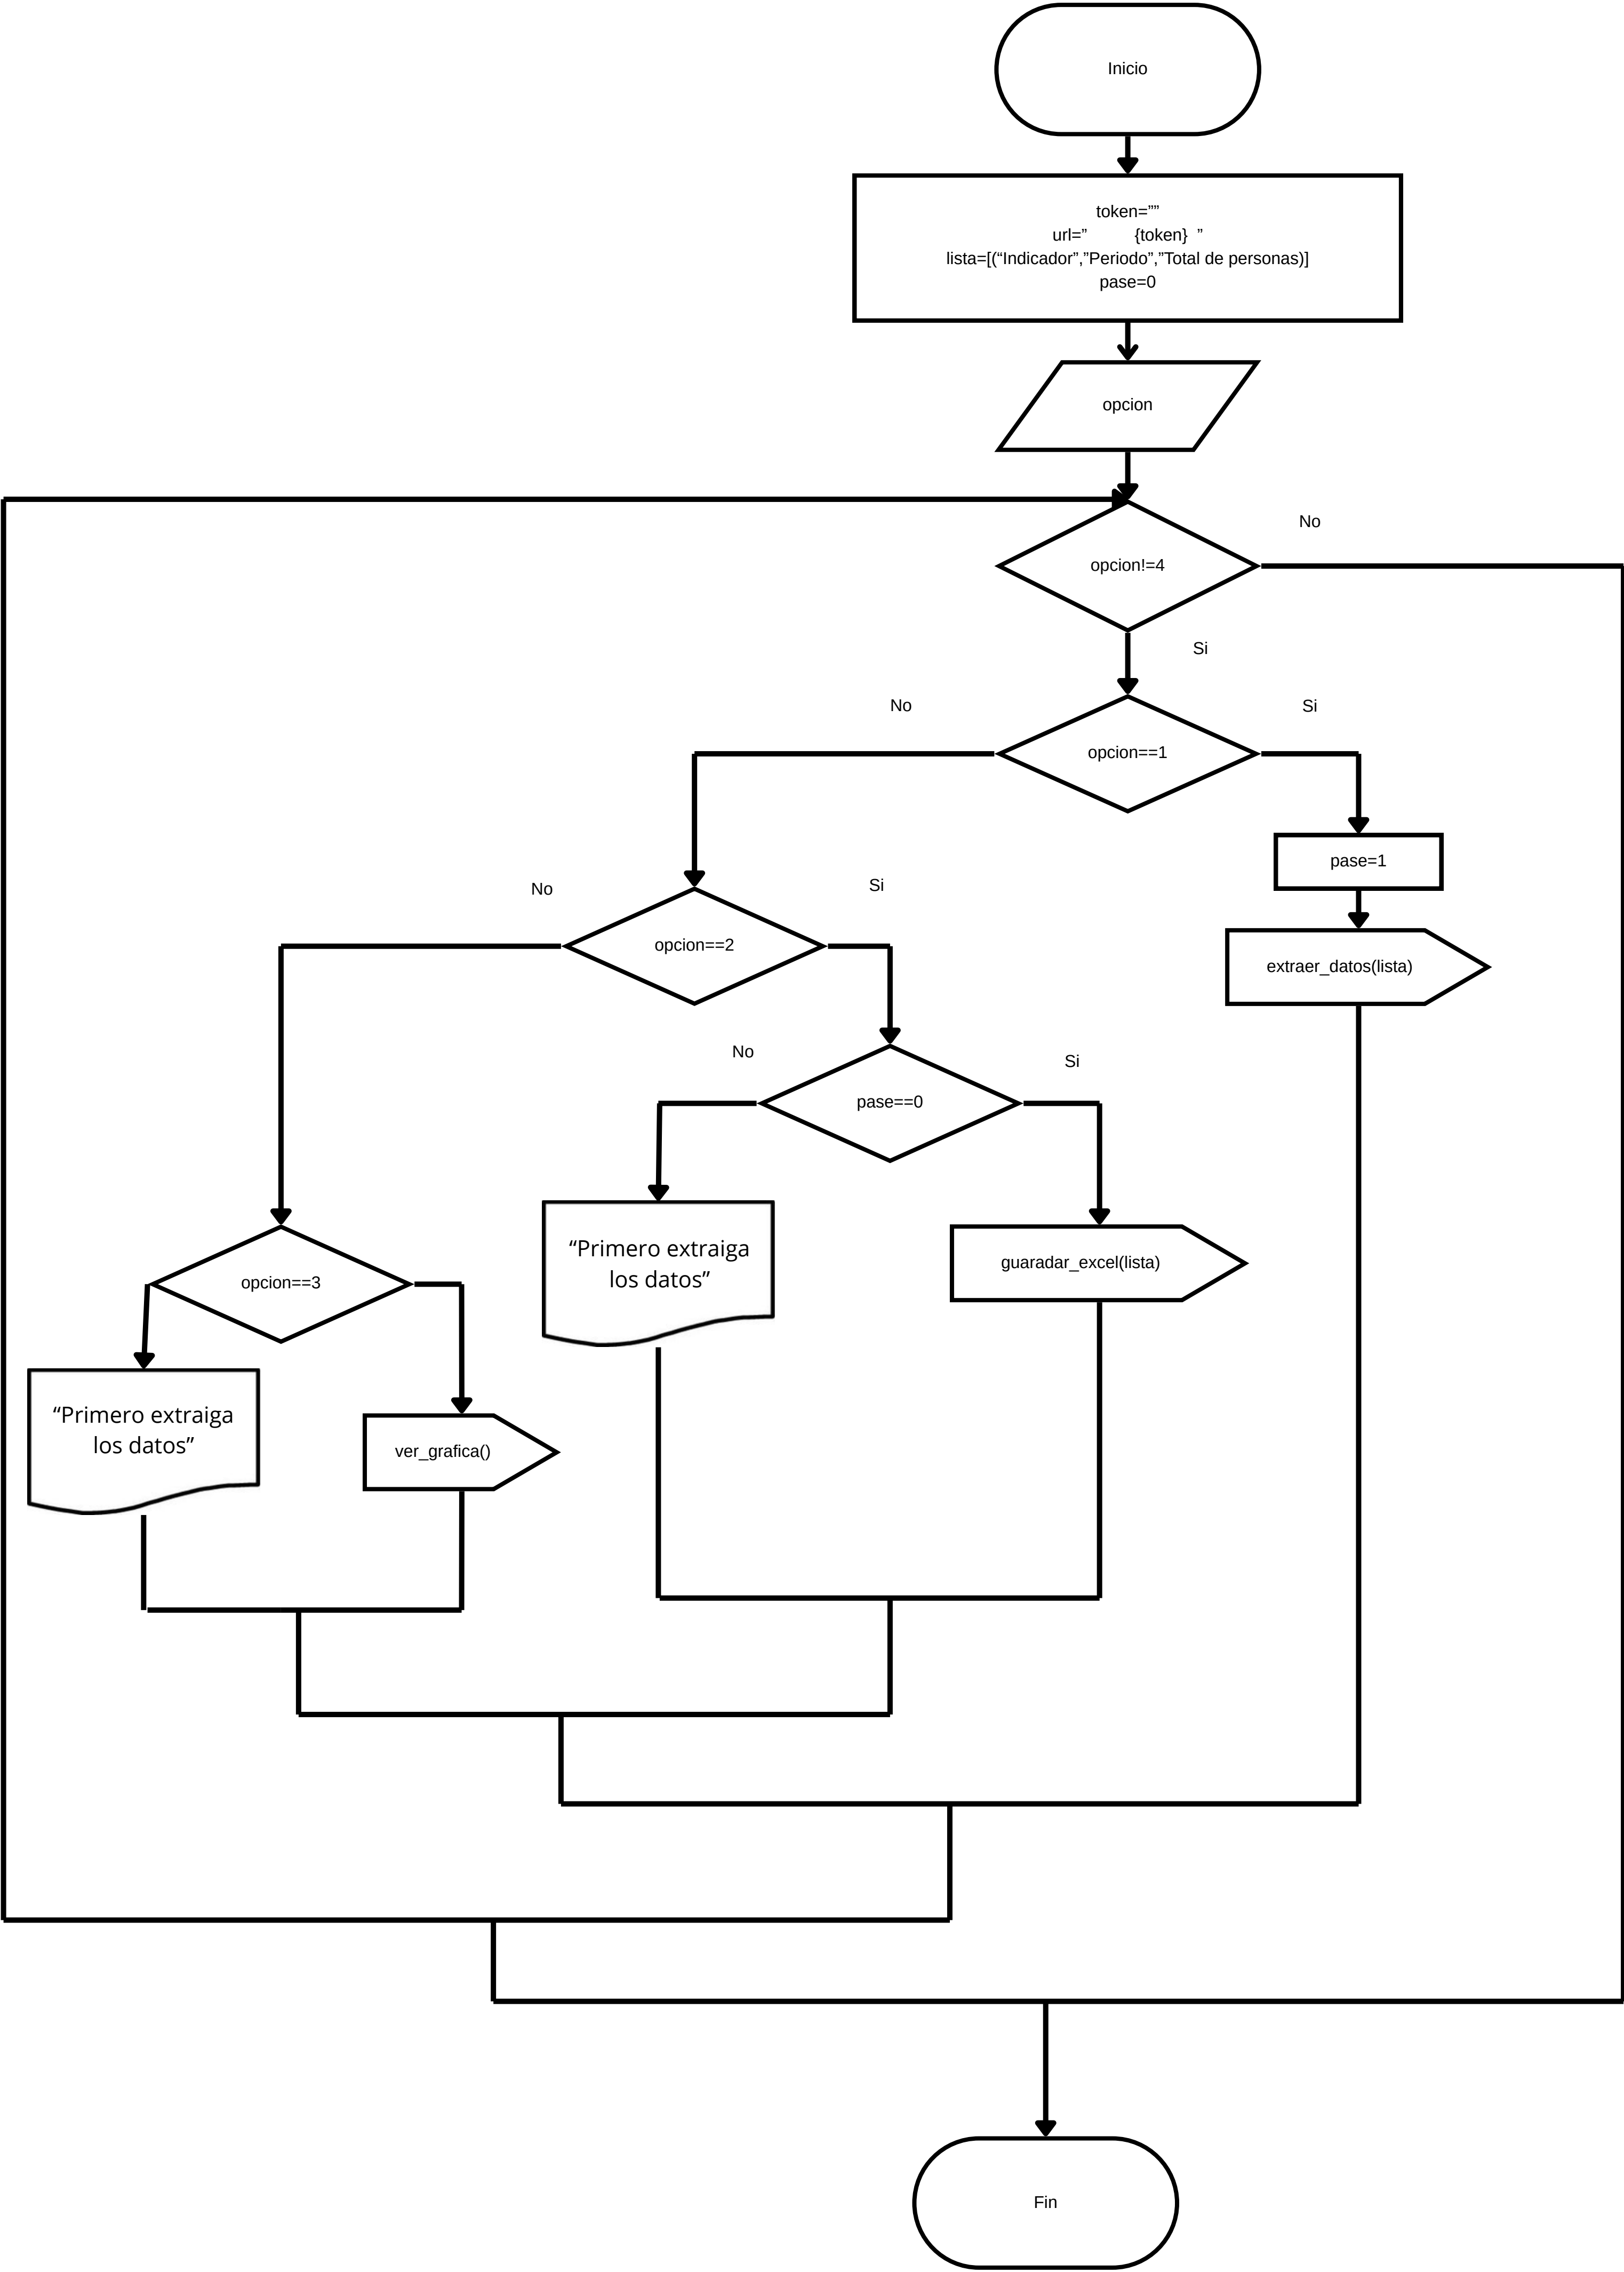 Inicio
token=””
url=” {token} ”
lista=[(“Indicador”,”Periodo”,”Total de personas)]
pase=0
opcion
No
opcion!=4
Si
No
Si
opcion==1
pase=1
No
Si
opcion==2
extraer_datos(lista)
No
Si
pase==0
“Primero extraiga
los datos”
guaradar_excel(lista)
opcion==3
“Primero extraiga
los datos”
ver_grafica()
Fin